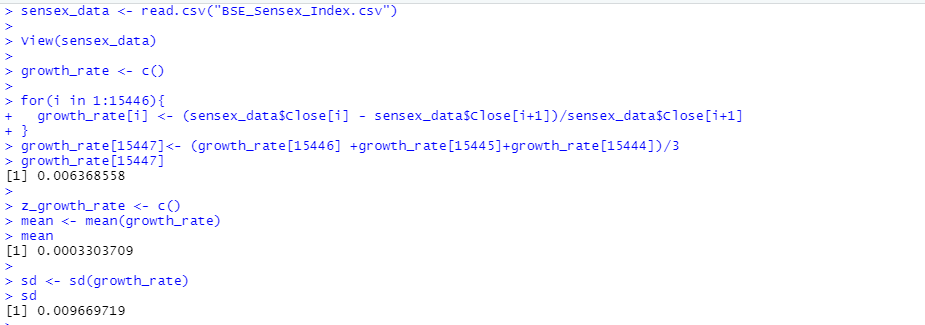 > sensex_data <- read.csv("BSE_Sensex_Index.csv")
>
> View(sensex_data)
>
> growth_rate <- c()
>
> for(i in 1:15446){
+   growth_rate[i] <- (sensex_data$Close[i] - sensex_data$Close[i+1])/sensex_data$Close[i+1]
+ }
> growth_rate[15447]<- (growth_rate[15446] +growth_rate[15445]+growth_rate[15444])/3
> growth_rate[15447]
[1] 0.006368558
>
> z_growth_rate <- c()
> mean <- mean(growth_rate)
> mean
[1] 0.0003303709
>
> sd <- sd(growth_rate)
> sd
[1] 0.009669719
>